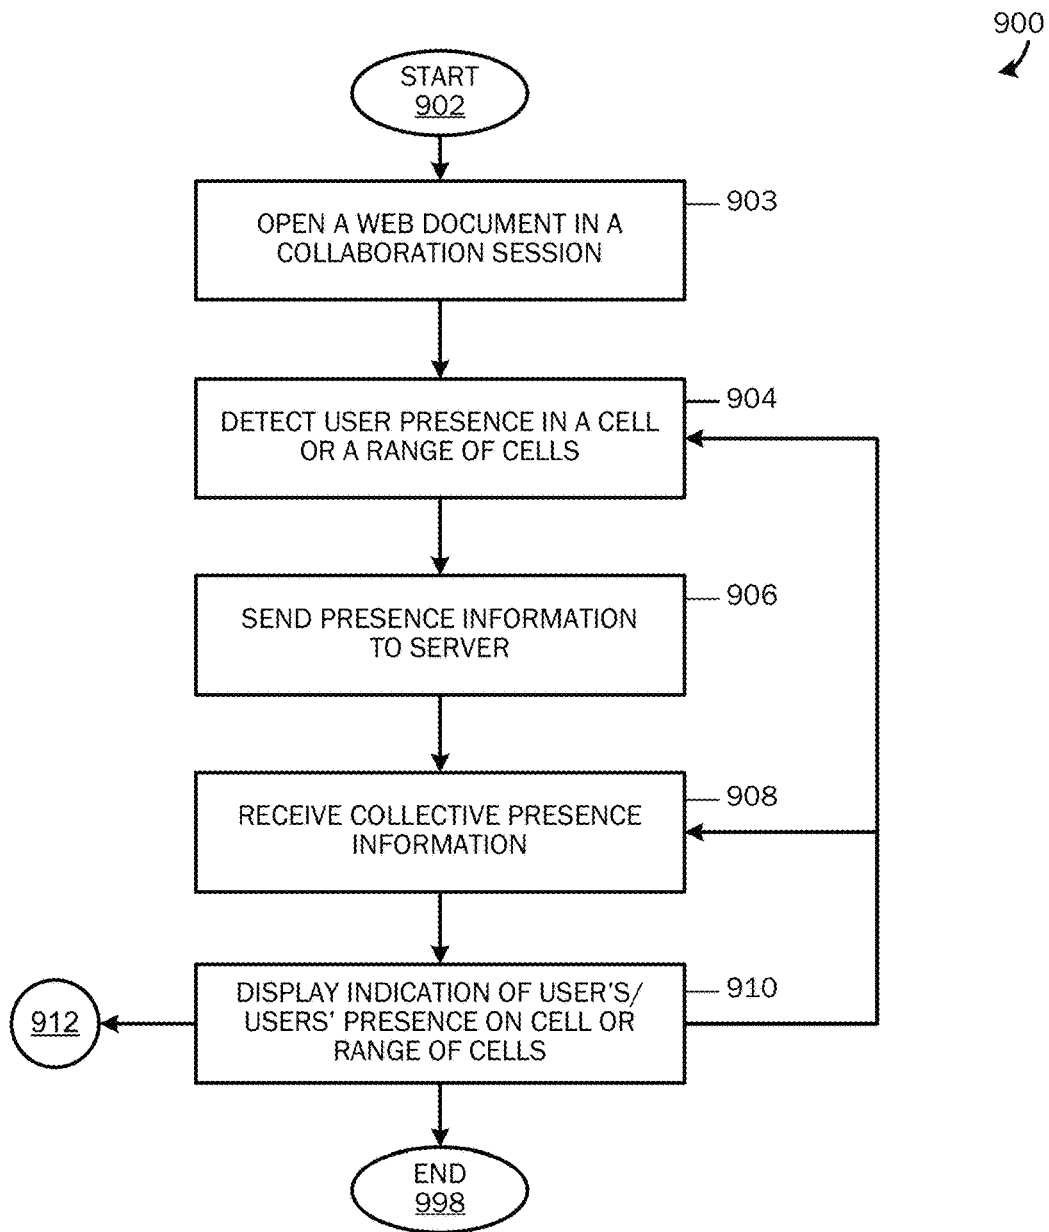 900
START
902
OPEN A WEB DOCUMENT IN A
COLLABORATION SESSION
903
DETECT USER PRESENCE IN A CELL
OR A RANGE OF CELLS
904
SEND PRESENCE INFORMATION
TO SERVER
906
RECEIVE COLLECTIVE PRESENCE
INFORMATION
908
DISPLAY INDICATION OF USER'S/
USERS' PRESENCE ON CELL OR
RANGE OF CELLS
910
912
END
998